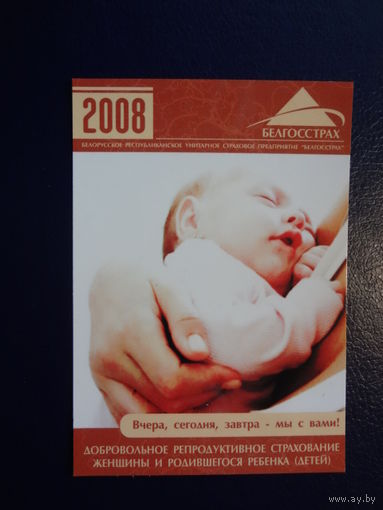 2008
БЕЛГОССТРАХ
БЕЛОРУССКОЕ РЕСПУБЛИКАНСКОЕ УНИТАРНОЕ СТРАХОВОЕ ПРЕДПРИЯТИЕ "БЕЛГОССТРАХ"
Вчера, сегодня, завтра - мы с вами!
ДОБРОВОЛЬНОЕ РЕПРОДУКТИВНОЕ СТРАХОВАНИЕ
ЖЕНЩИНЫ И РОДИВШЕГОСЯ РЕБЕНКА (ДЕТЕЙ)
ay.by